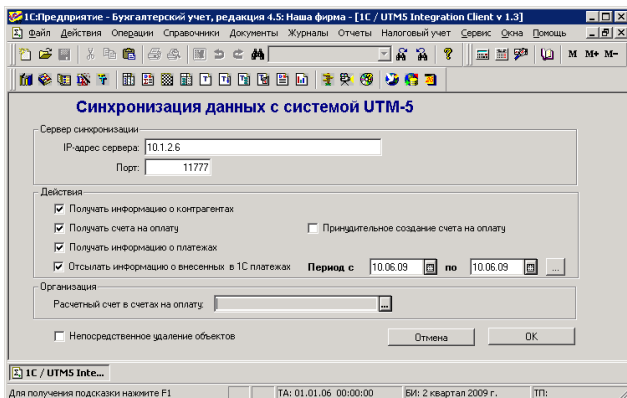 1С:Предприятие - Бухгалтерский учет, редакция 4.5: Наша фирма - [1С / UTM5 Integration Client v 1.3]
Файл Действия Операции Справочники Документы Журналы Отчеты Налоговый учет Сервис Окна Помощь
М М+ М-
Синхронизация данных с системой UTM-5
Сервер синхронизации
IP-адрес сервера: 10.1.2.6
Порт: 11777
Действия
Получать информацию о контрагентах
Получать счета на оплату Принудительное создание счета на оплату
Получать информацию о платежах
Отсылать информацию о внесенных в 1С платежах Период с 10.06.09 по 10.06.09 ...
Организация
Расчетный счет в счетах на оплату: ...
Непосредственное удаление объектов Отмена OK
1С / UTM5 Inte...
Для получения подсказки нажмите F1 ТА: 01.01.06 00:00:00 БИ: 2 квартал 2009 г. ТП: